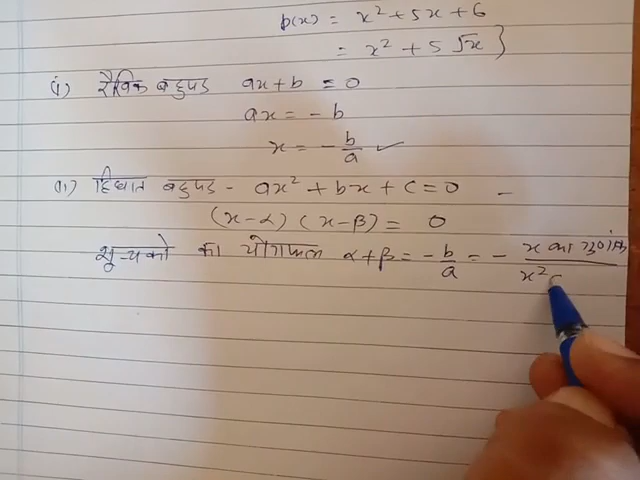 p(x) = x² + 5x + 6
= x² + 5√x }
(i) रैखिक बहुपद ax + b = 0
ax = - b
x = - b/a ✓
(ii) द्विघात बहुपद - ax² + bx + c = 0 -
(x - α) (x - β) = 0
शून्यको का योगफल α + β = - b/a = - x का गुणांक / x²